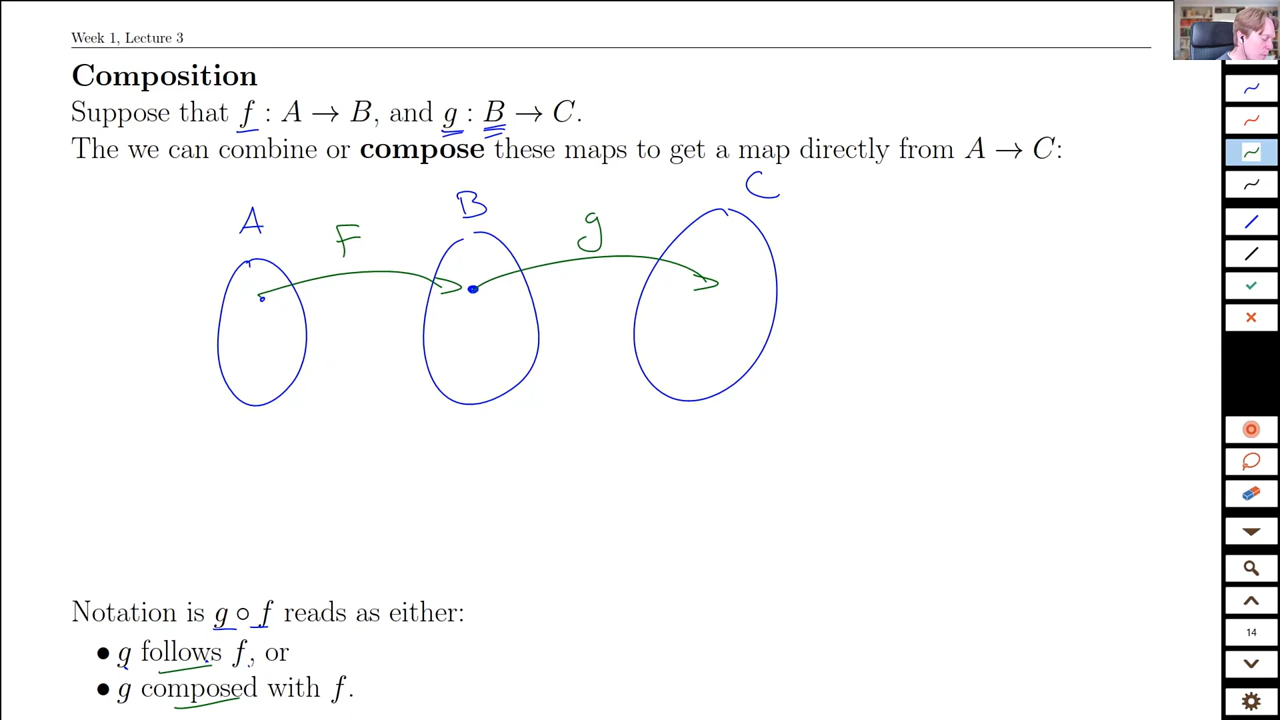 Week 1, Lecture 3
Composition
Suppose that f : A → B, and g : B → C.
The we can combine or compose these maps to get a map directly from A → C:
A F B g C
Notation is g ∘ f reads as either:
• g follows f, or
• g composed with f.
14